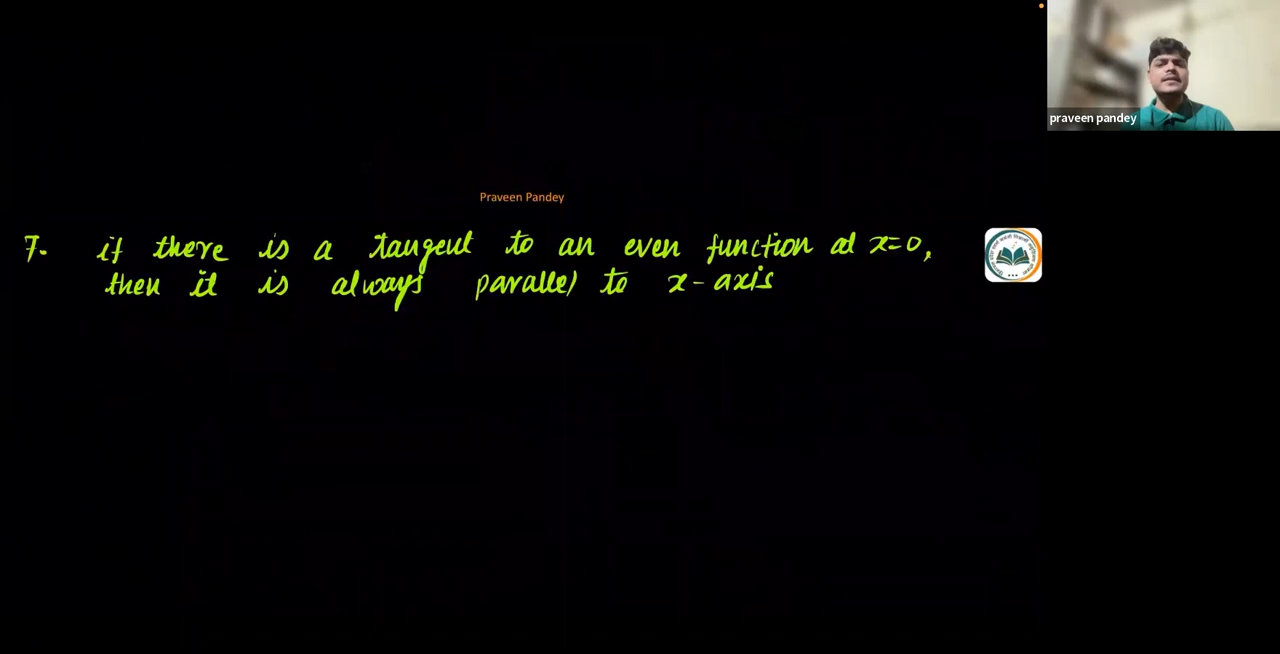 praveen pandey
Praveen Pandey
7. if there is a tangent to an even function at x=0,
then it is always parallel to x-axis